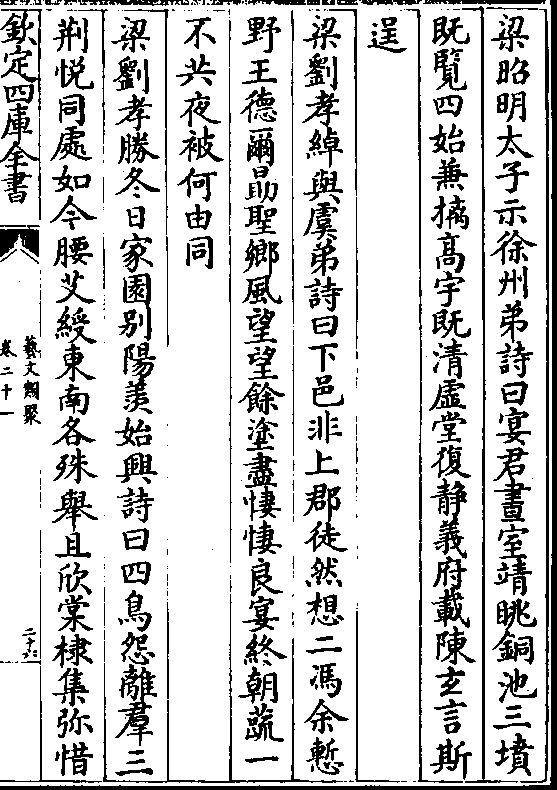 梁昭明太子示徐州弟詩曰宴君畫室靖眺銅池三墳
既覽四始兼摛高宇既清虛堂復靜義府載陳玄言斯
逞
梁劉孝綽與虞弟詩曰下邑非上郡徒然想二馮余慙
野王德爾勗聖鄉風望望餘塗盡悽悽良宴終朝蔬一
不共夜被何由同
梁劉孝勝冬日家園别陽羨始興詩曰四鳥怨離羣三
荆悦同處如今腰艾綬東南各殊舉且欣棠棣集弥惜
欽定四庫全書
藝文類聚
卷二十一
二十六